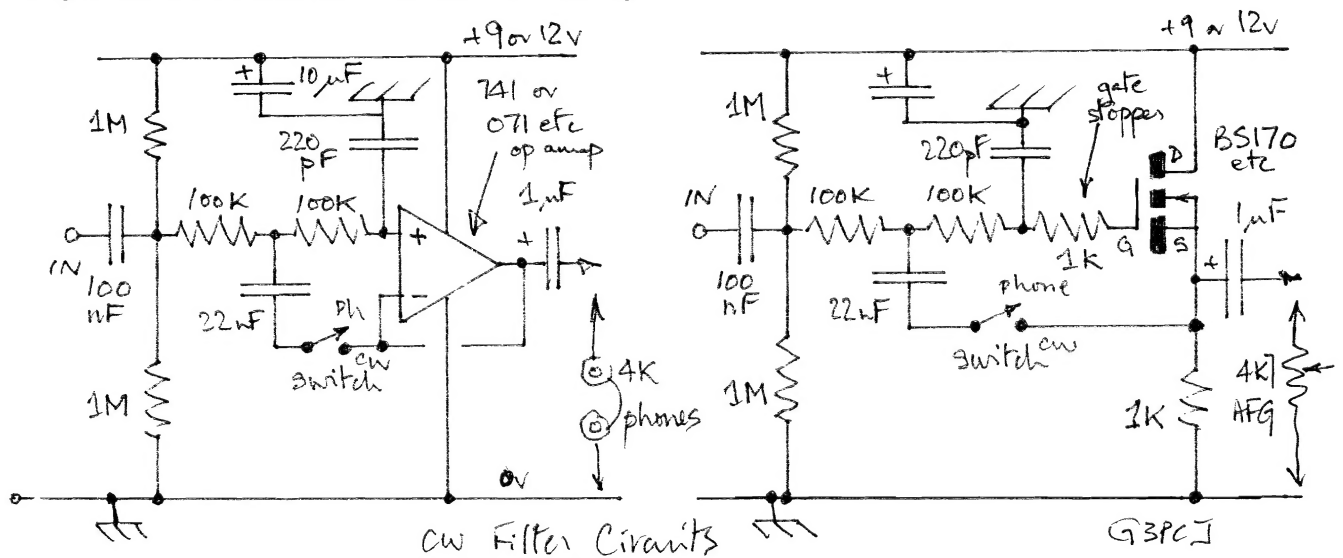 +9 or 12v
+
10µF
1M
220
pF
741 or
071 etc
op amp
1µF
100K
100K
+
+
-
IN
100
nF
22nF
ph
cw
switch
1M
4K
phones
0v
+9 or 12v
+
1M
220pF
gate
stopper
D
BS170
etc
IN
100K
100K
1K
G
S
1µF
+
100
nF
22nF
phone
cw
switch
1M
1K
4K7
AFG
CW Filter Circuits
G3PCJ